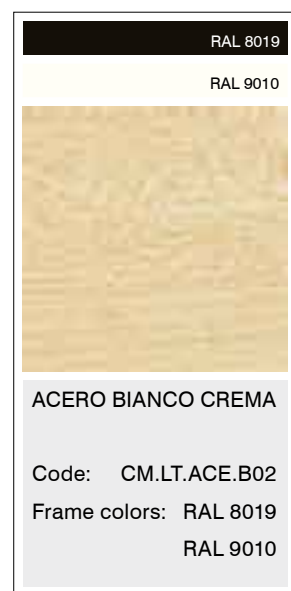 RAL 8019
RAL 9010
ACERO BIANCO CREMA
Code: CM.LT.ACE.B02
Frame colors: RAL 8019
RAL 9010